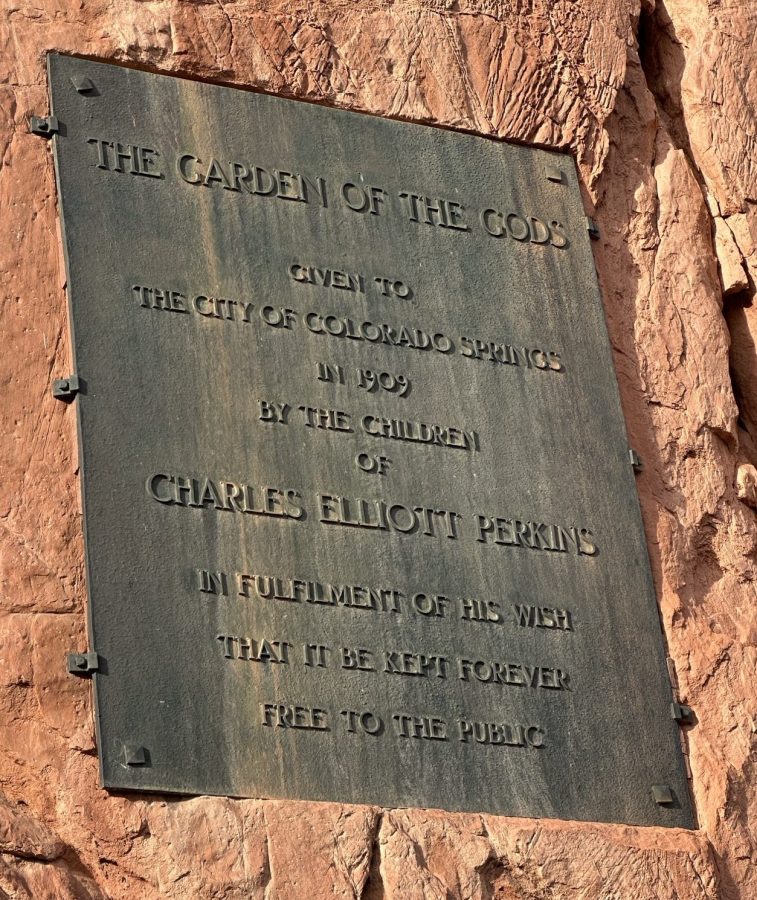 THE GARDEN OF THE GODS
GIVEN TO
THE CITY OF COLORADO SPRINGS
IN 1909
BY THE CHILDREN
OF
CHARLES ELLIOTT PERKINS
IN FULFILMENT OF HIS WISH
THAT IT BE KEPT FOREVER
FREE TO THE PUBLIC